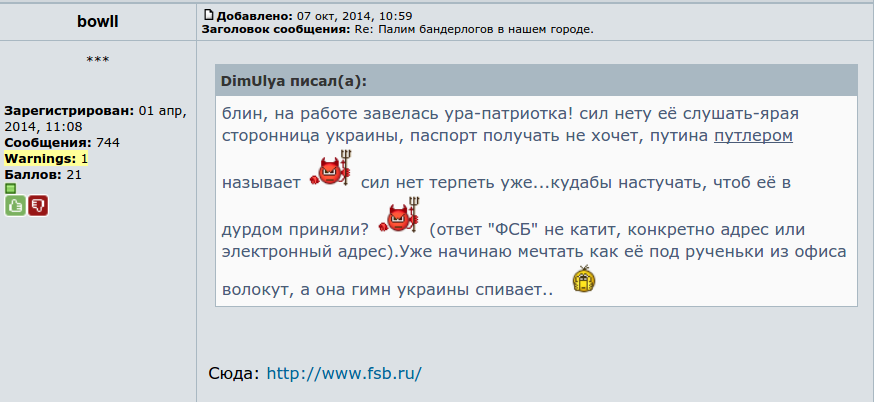 bowll
Добавлено: 07 окт, 2014, 10:59
Заголовок сообщения: Re: Палим бандерлогов в нашем городе.
***
Зарегистрирован: 01 апр,
2014, 11:08
Сообщения: 744
Warnings: 1
Баллов: 21
DimUlya писал(а):
блин, на работе завелась ура-патриотка! сил нету её слушать-ярая
сторонница украины, паспорт получать не хочет, путина путлером
называет сил нет терпеть уже...кудабы настучать, чтоб её в
дурдом приняли? (ответ "ФСБ" не катит, конкретно адрес или
электронный адрес).Уже начинаю мечтать как её под рученьки из офиса
волокут, а она гимн украины спивает..
Сюда: http://www.fsb.ru/